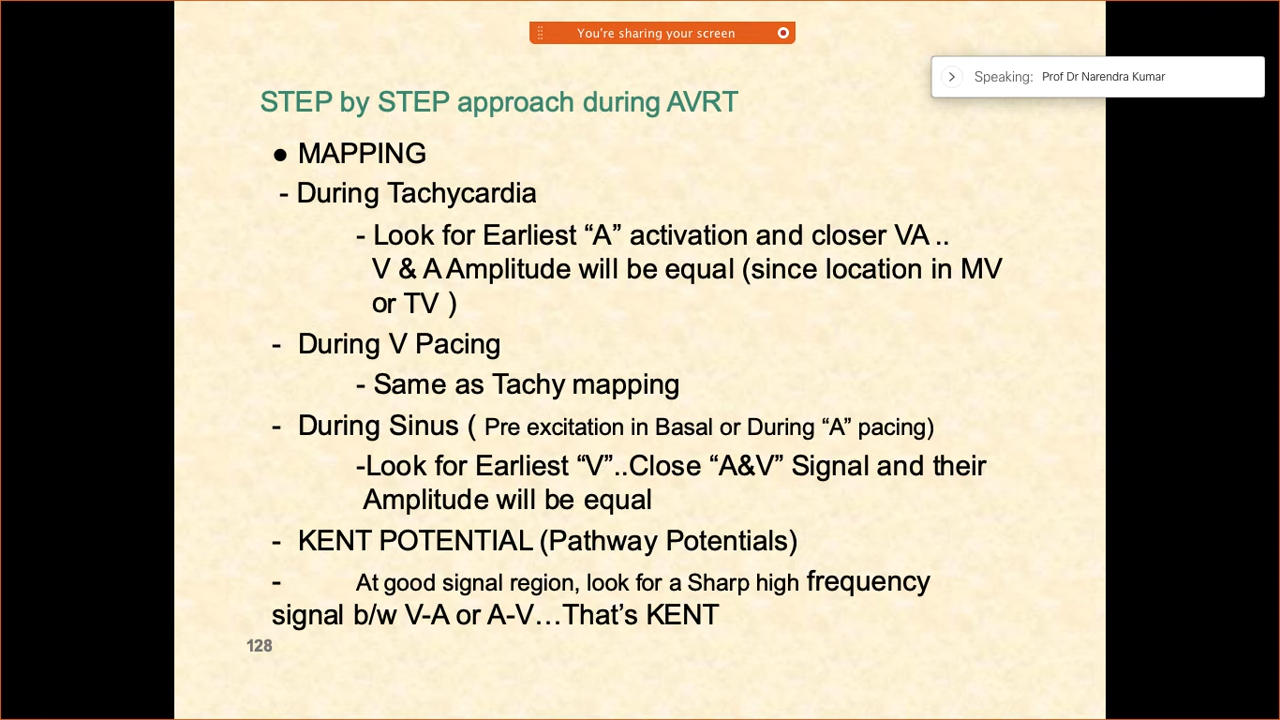 You're sharing your screen
Speaking: Prof Dr Narendra Kumar
STEP by STEP approach during AVRT
● MAPPING
- During Tachycardia
- Look for Earliest “A” activation and closer VA ..
V & A Amplitude will be equal (since location in MV
or TV )
- During V Pacing
- Same as Tachy mapping
- During Sinus ( Pre excitation in Basal or During “A” pacing)
-Look for Earliest “V”..Close “A&V” Signal and their
Amplitude will be equal
- KENT POTENTIAL (Pathway Potentials)
- At good signal region, look for a Sharp high frequency
signal b/w V-A or A-V…That’s KENT
128